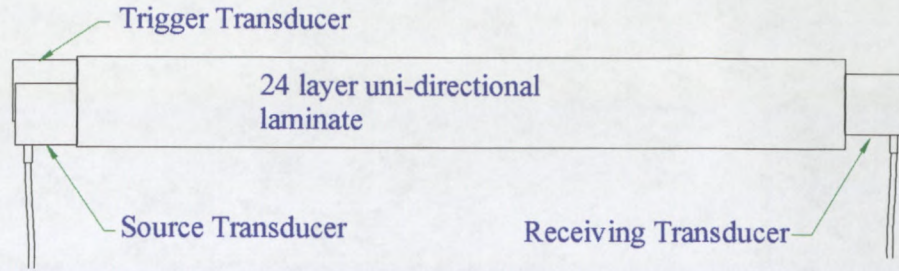 Trigger Transducer
24 layer uni-directional
laminate
Source Transducer
Receiving Transducer